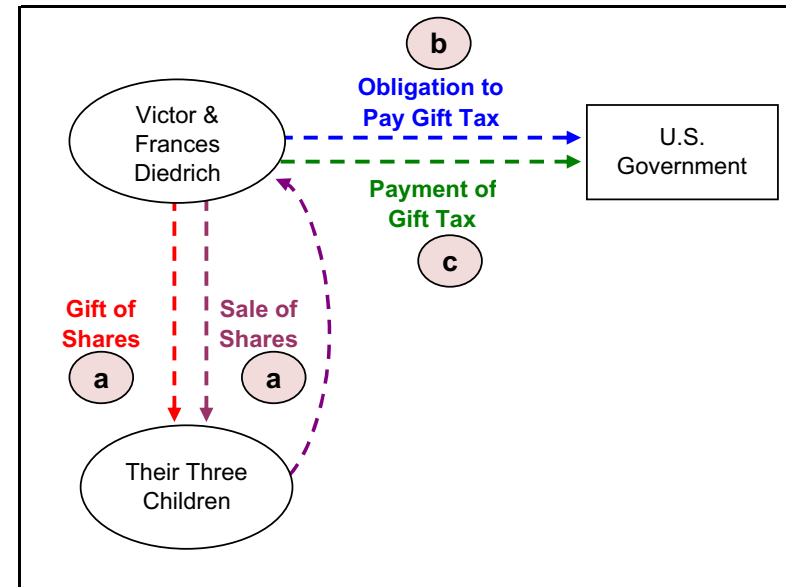 b
Obligation to
Pay Gift Tax
Victor &
Frances
Diedrich
U.S.
Government
Payment of
Gift Tax
c
Gift of
Shares
a
Sale of
Shares
a
Their Three
Children